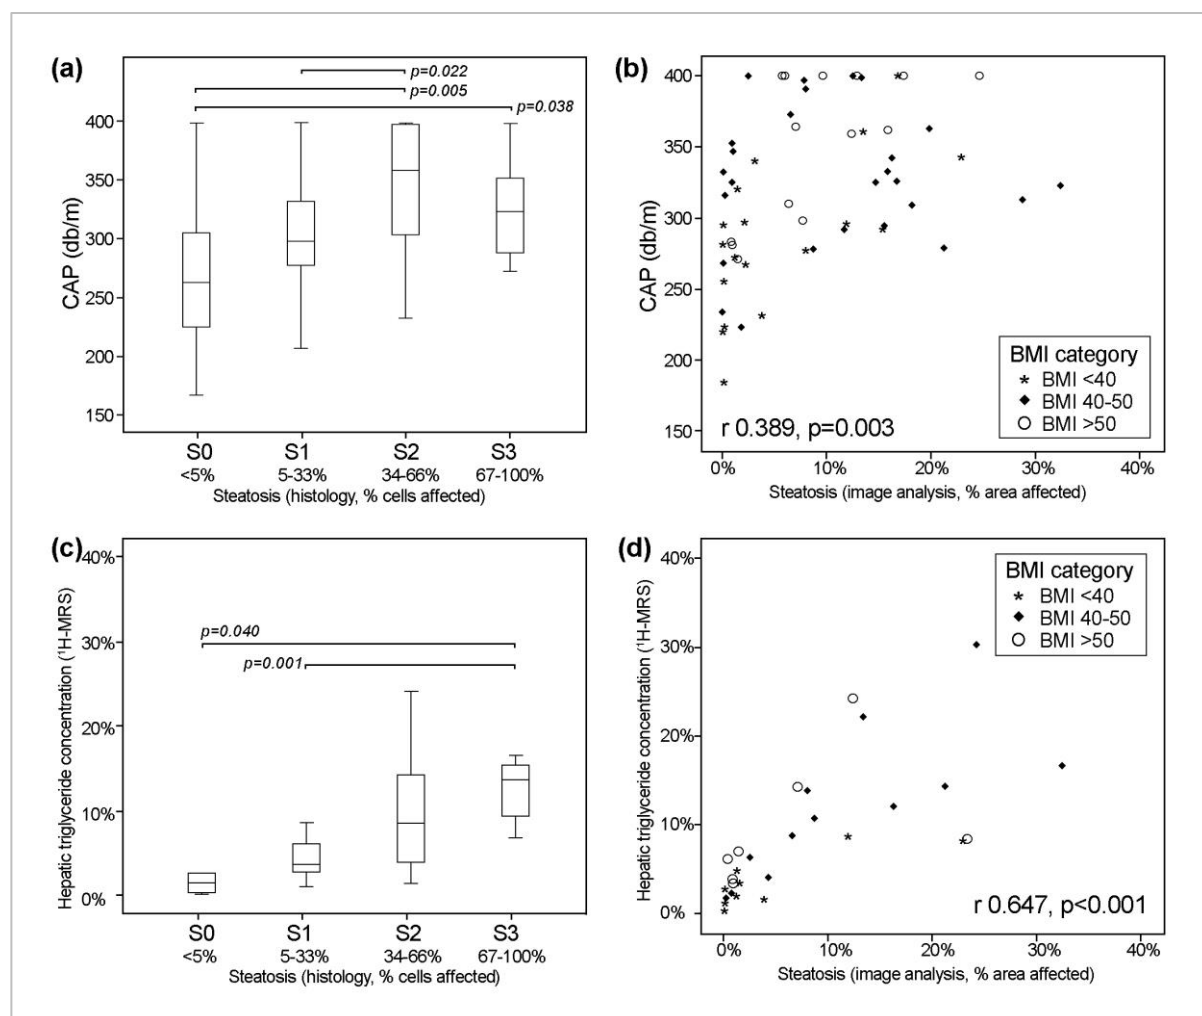 (a)
p=0.022
p=0.005
p=0.038
CAP (db/m)
400
350
300
250
200
150
S0 S1 S2 S3
<5% 5-33% 34-66% 67-100%
Steatosis (histology, % cells affected)
(b)
CAP (db/m)
400
350
300
250
200
150
BMI category
BMI <40
BMI 40-50
BMI >50
r 0.389, p=0.003
0% 10% 20% 30% 40%
Steatosis (image analysis, % area affected)
(c)
Hepatic triglyceride concentration (¹H-MRS)
40%
30%
20%
10%
0%
p=0.040
p=0.001
S0 S1 S2 S3
<5% 5-33% 34-66% 67-100%
Steatosis (histology, % cells affected)
(d)
Hepatic triglyceride concentration (¹H-MRS)
40%
30%
20%
10%
0%
BMI category
BMI <40
BMI 40-50
BMI >50
r 0.647, p<0.001
0% 10% 20% 30% 40%
Steatosis (image analysis, % area affected)